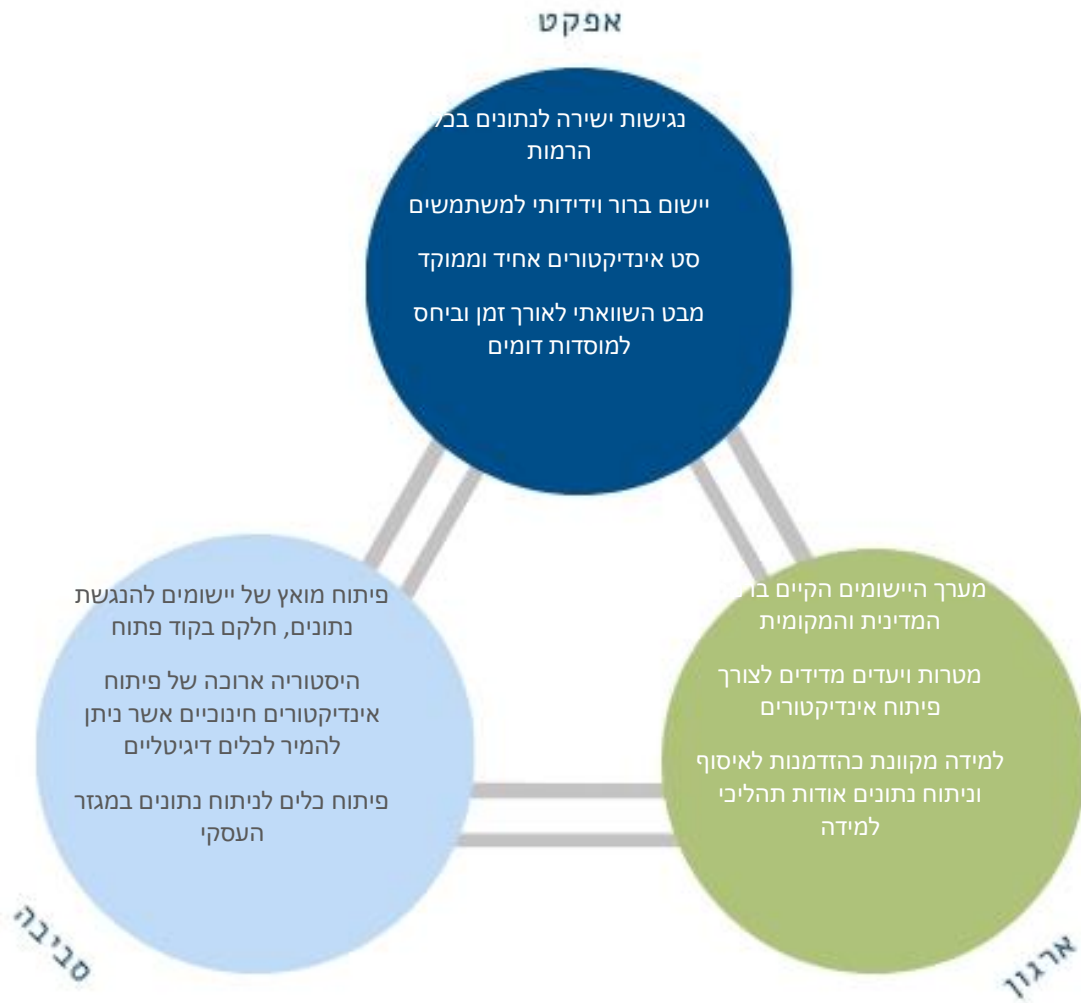 אפקט
נגישות ישירה לנתונים בכל
הרמות
יישום ברור וידידותי למשתמשים
סט אינדיקטורים אחיד וממוקד
מבט השוואתי לאורך זמן וביחס
למוסדות דומים
מערך היישומים הקיים
המדינית והמקומית
מטרות ויעדים מדידים לצורך
פיתוח אינדיקטורים
למידה מקוונת כהזדמנות לאיסוף
וניתוח נתונים אודות תהליכי
למידה
ארגון
פיתוח מואץ של יישומים להנגשת
נתונים, חלקם בקוד פתוח
היסטוריה ארוכה של פיתוח
אינדיקטורים חינוכיים אשר ניתן
להמיר לכלים דיגיטליים
פיתוח כלים לניתוח נתונים במגזר
העסקי
סביבה